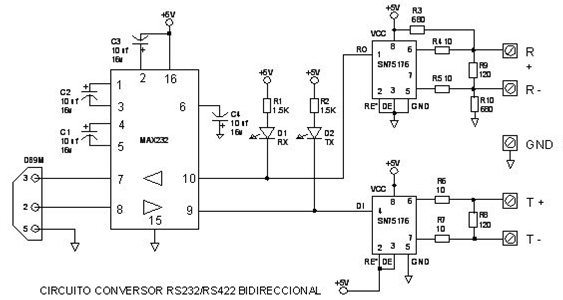 +5V
C3
10 uf
16v
2
16
C2
10 uf
16v
1
3
C1
10 uf
16v
4
5
MAX232
6
C4
10 uf
16v
DB9M
3
2
5
7
8
15
10
9
+5V
R1
1.5K
D1
RX
+5V
R2
1.5K
D2
TX
+5V
VCC
RO
1
8
SN75176
6
7
2
3
5
RE*
DE
GND
R3
680
R4 10
R5 10
R9
120
R10
680
R
+
R -
GND
+5V
VCC
DI
4
8
SN75176
6
7
2
3
5
RE*
DE
GND
R6
10
R7
10
R8
120
T +
T -
+5V
CIRCUITO CONVERSOR RS232/RS422 BIDIRECCIONAL